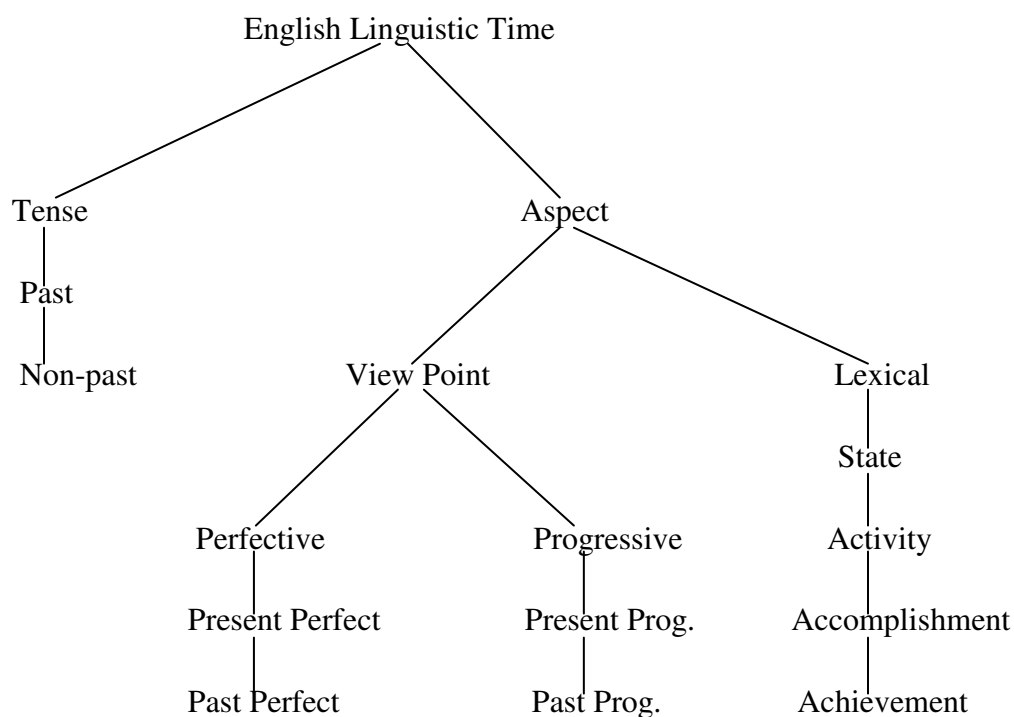 English Linguistic Time
Tense
Aspect
Past
Non-past
View Point
Lexical
State
Perfective
Progressive
Activity
Present Perfect
Present Prog.
Accomplishment
Past Perfect
Past Prog.
Achievement